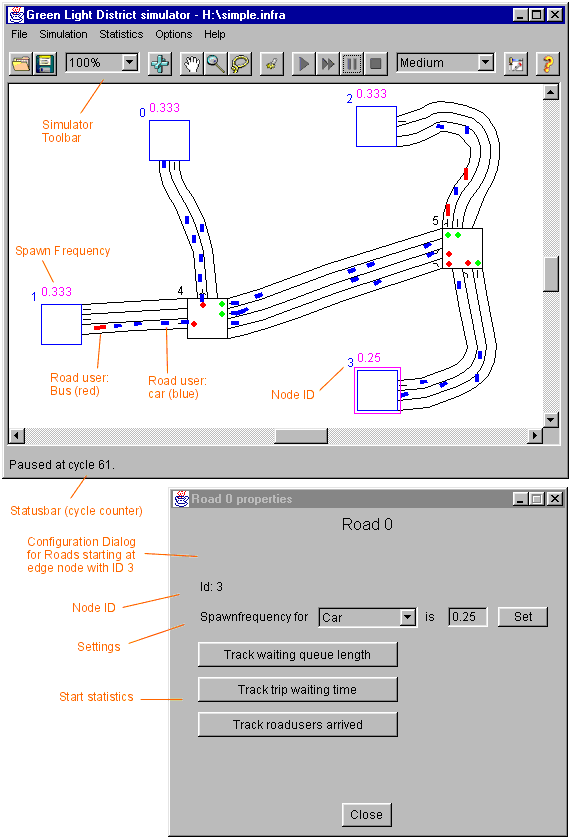 Green Light District simulator - H:\simple.infra
File Simulation Statistics Options Help
100%
Medium
Simulator
Toolbar
0 0.333
2 0.333
Spawn Frequency
1 0.333
4
5
Road user:
Bus (red)
Road user:
car (blue)
Node ID
3 0.25
Paused at cycle 61.
Statusbar (cycle counter)
Road 0 properties
Road 0
Configuration Dialog
for Roads starting at
edge node with ID 3
Id: 3
Node ID
Spawnfrequency for Car is 0.25 Set
Settings
Track waiting queue length
Track trip waiting time
Start statistics
Track roadusers arrived
Close